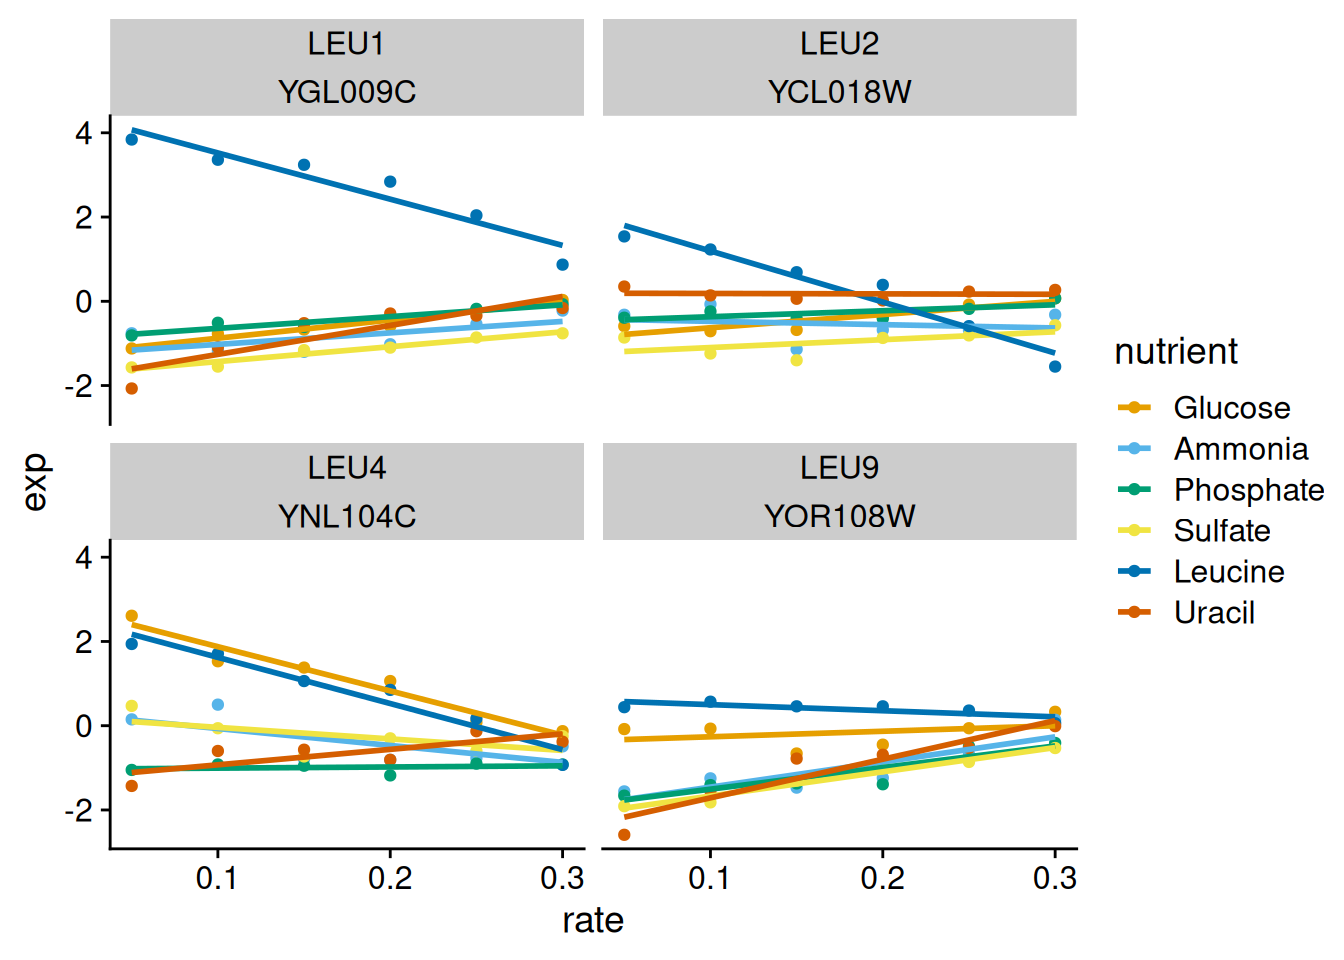 LEU1
YGL009C
LEU2
YCL018W
4
2
0
-2
exp
LEU4
YNL104C
LEU9
YOR108W
4
2
0
-2
0.1
0.2
0.3
0.1
0.2
0.3
rate
nutrient
Glucose
Ammonia
Phosphate
Sulfate
Leucine
Uracil